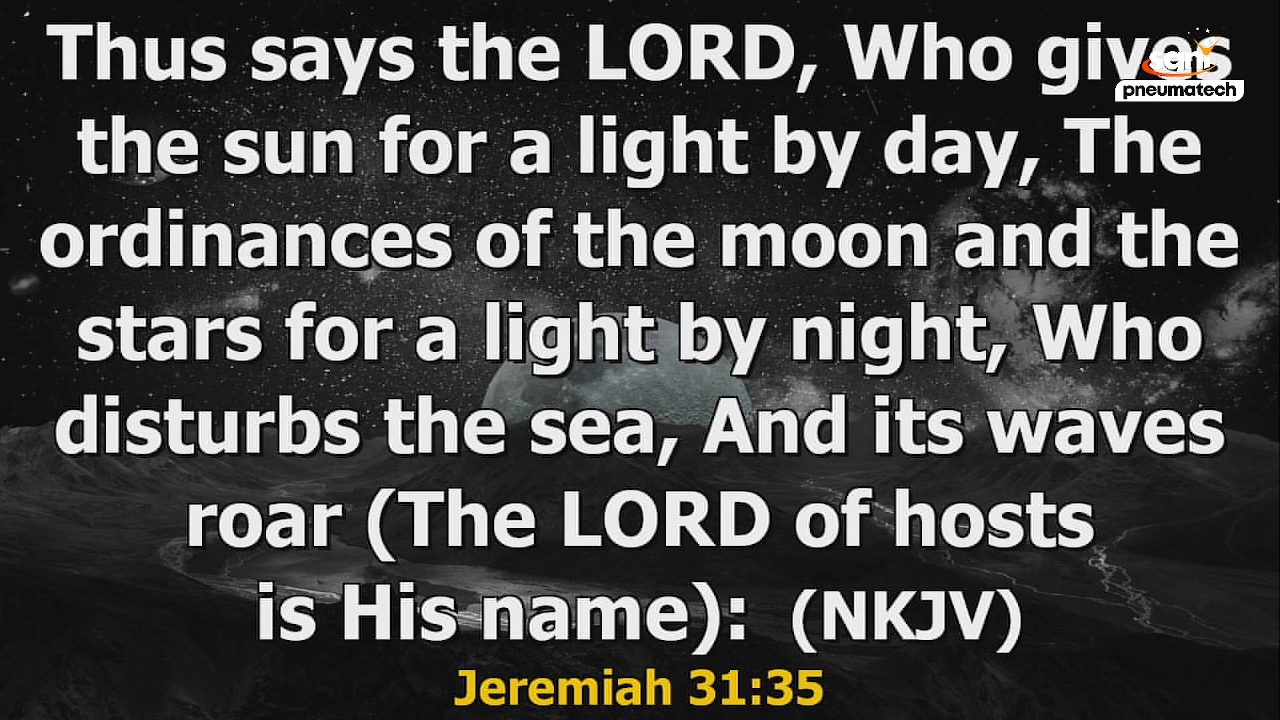 Thus says the LORD, Who gives
the sun for a light by day, The
ordinances of the moon and the
stars for a light by night, Who
disturbs the sea, And its waves
roar (The LORD of hosts
is His name): (NKJV)
Jeremiah 31:35
pneumatech